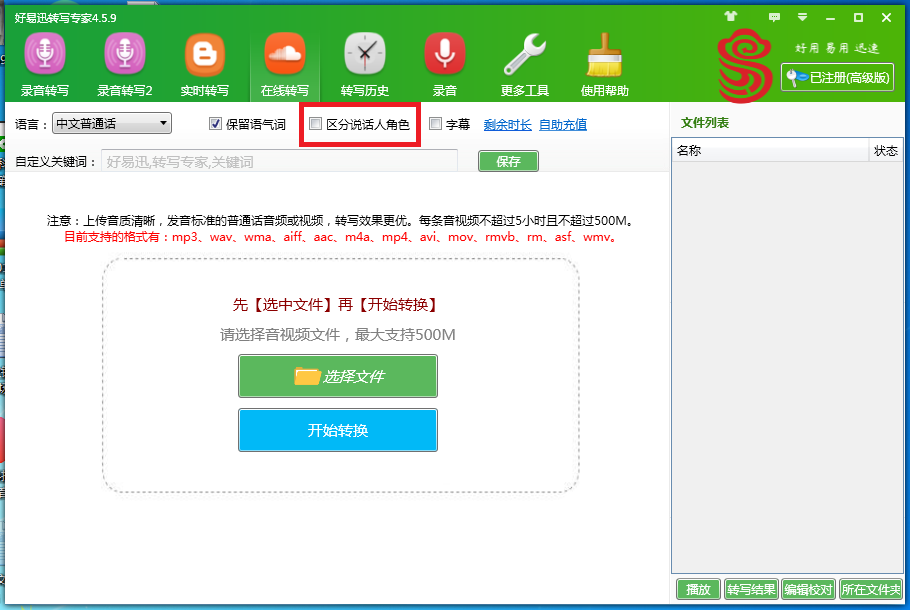 好易迅转写专家4.5.9
好用 易用 迅速
已注册(高级版)
录音转写 录音转写2 实时转写 在线转写 转写历史 录音 更多工具 使用帮助
语言： 中文普通话 保留语气词 区分说话人角色 字幕 剩余时长 自助充值
自定义关键词： 好易迅,转写专家,关键词 保存
注意：上传音质清晰，发音标准的普通话音频或视频，转写效果更优。每条音视频不超过5小时且不超过500M。
目前支持的格式有：mp3、wav、wma、aiff、aac、m4a、mp4、avi、mov、rmvb、rm、asf、wmv。
先【选中文件】再【开始转换】
请选择音视频文件，最大支持500M
选择文件
开始转换
文件列表
名称 状态
播放 转写结果 编辑校对 所在文件夹